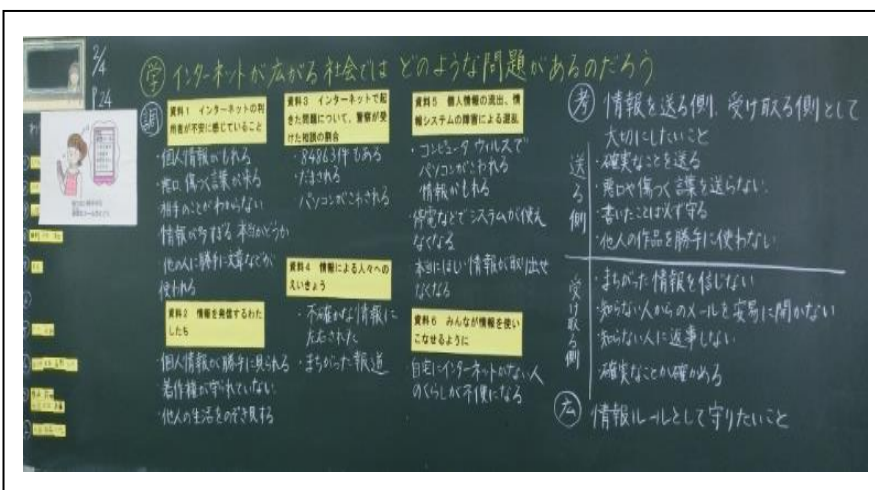 2/4
P24
学 インターネットが広がる社会では どのような問題があるのだろう
調
資料1 インターネットの利
用者が不安に感じていること
・個人情報がもれる
・悪口 傷つく言葉が来る
・相手のことがわからない
・情報が多すぎる 本当かどうか
・他の人に勝手に文章などが
使われる
資料2 情報を発信するわた
したち
・個人情報が勝手に見られる
・著作権が守られていない
・他人の生活をのぞき見する
資料3 インターネットで起
きた問題について、警察が受
けた相談の割合
・84863件もある
・だまされる
・パソコンがこわされる
資料4 情報による人々への
えいきょう
・不確かな情報に
左右された
・まちがった報道
資料5 個人情報の流出、情
報システムの障害による混乱
・コンピュータ ウィルスで
パソコンがこわれる
情報がもれる
・停電などでシステムが使え
なくなる
本当にほしい情報が取り出せ
なくなる
資料6 みんなが情報を使い
こなせるように
自宅にインターネットがない人
のくらしが不便になる
考 情報を送る側、受け取る側として
大切にしたいこと
送る側
・確実なことを送る
・悪口や傷つく言葉を送らない
・書いたことは必ず守る
・他人の作品を勝手に使わない
受け取る側
・まちがった情報を信じない
・知らない人からのメールを安易に開かない
・知らない人に返事しない
・確実なことか確かめる
広 情報ルールとして守りたいこと